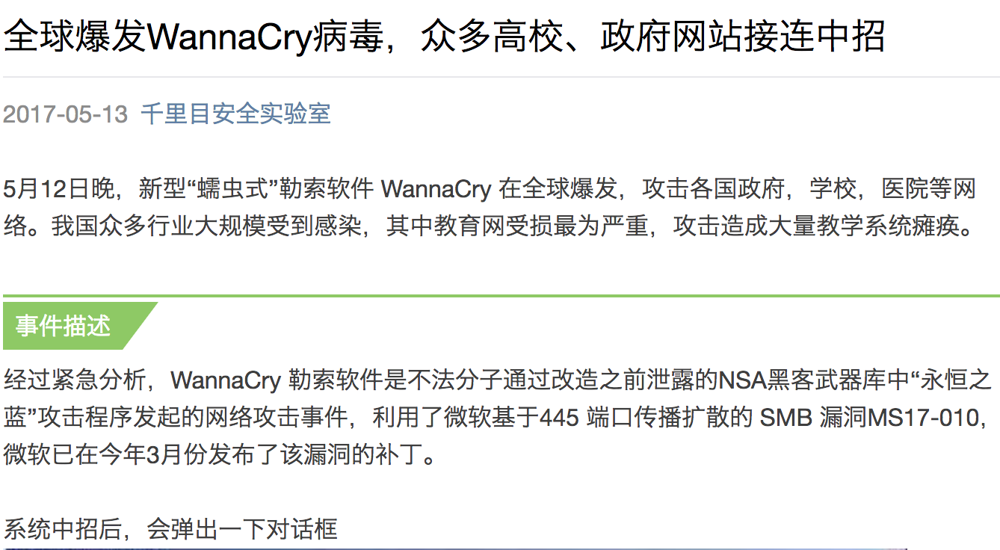 全球爆发WannaCry病毒，众多高校、政府网站接连中招
2017-05-13 千里目安全实验室
5月12日晚，新型“蠕虫式”勒索软件 WannaCry 在全球爆发，攻击各国政府，学校，医院等网
络。我国众多行业大规模受到感染，其中教育网受损最为严重，攻击造成大量教学系统瘫痪。
事件描述
经过紧急分析，WannaCry 勒索软件是不法分子通过改造之前泄露的NSA黑客武器库中“永恒之
蓝”攻击程序发起的网络攻击事件，利用了微软基于445 端口传播扩散的 SMB 漏洞MS17-010，
微软已在今年3月份发布了该漏洞的补丁。
系统中招后，会弹出一下对话框